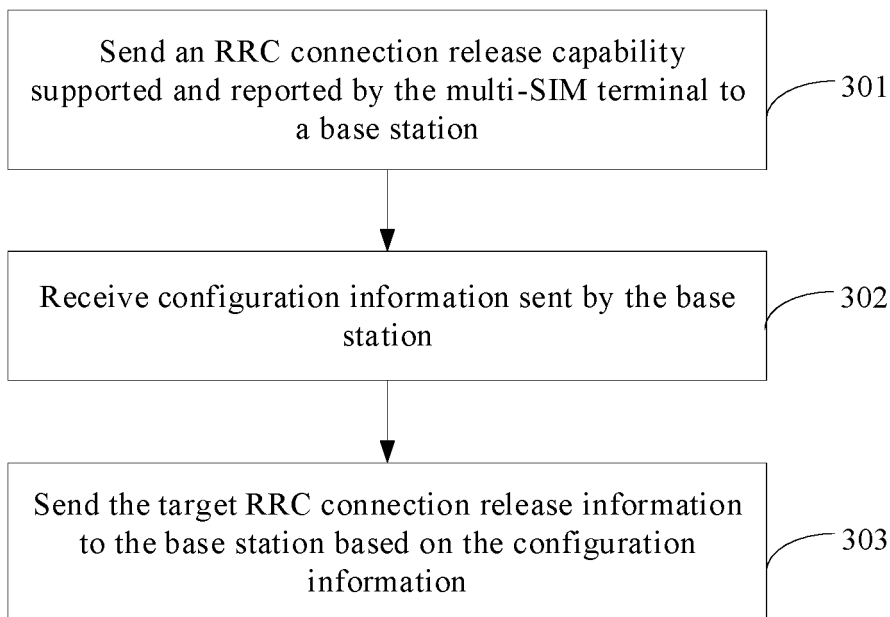 Send an RRC connection release capability
supported and reported by the multi-SIM terminal to
a base station
301
Receive configuration information sent by the base
station
302
Send the target RRC connection release information
to the base station based on the configuration
information
303